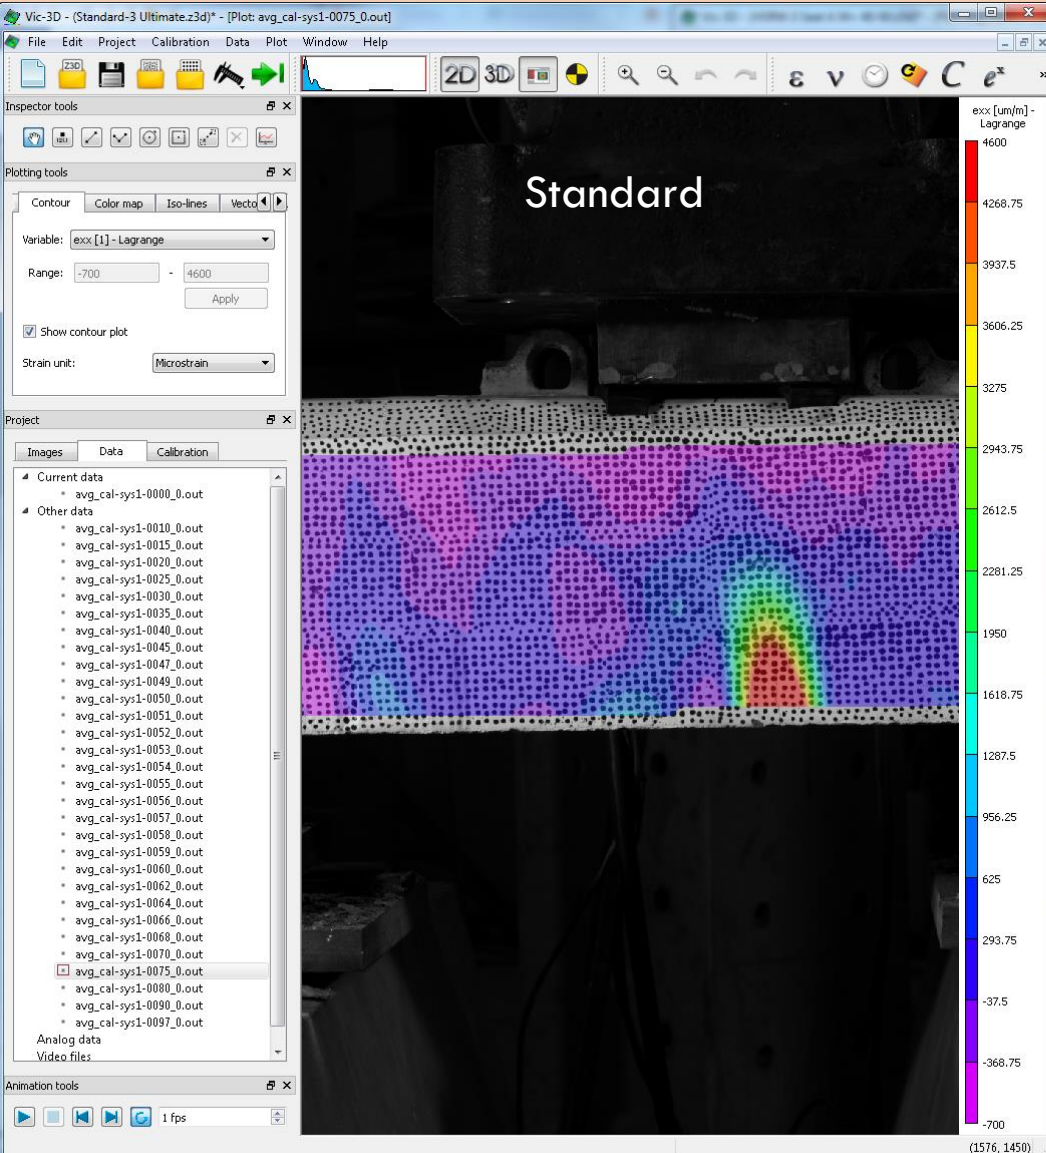 Vic-3D - (Standard-3 Ultimate.z3d)* - [Plot: avg_cal-sys1-0075_0.out]
File Edit Project Calibration Data Plot Window Help
Z3D
2D 3D
ε ν C eˣ »
Inspector tools
Plotting tools
Contour Color map Iso-lines Vecto
Variable: exx [1] - Lagrange
Range: -700 - 4600
Apply
Show contour plot
Strain unit: Microstrain
Project
Images Data Calibration
Current data
avg_cal-sys1-0000_0.out
Other data
avg_cal-sys1-0010_0.out
avg_cal-sys1-0015_0.out
avg_cal-sys1-0020_0.out
avg_cal-sys1-0025_0.out
avg_cal-sys1-0030_0.out
avg_cal-sys1-0035_0.out
avg_cal-sys1-0040_0.out
avg_cal-sys1-0045_0.out
avg_cal-sys1-0047_0.out
avg_cal-sys1-0049_0.out
avg_cal-sys1-0050_0.out
avg_cal-sys1-0051_0.out
avg_cal-sys1-0052_0.out
avg_cal-sys1-0053_0.out
avg_cal-sys1-0054_0.out
avg_cal-sys1-0055_0.out
avg_cal-sys1-0056_0.out
avg_cal-sys1-0057_0.out
avg_cal-sys1-0058_0.out
avg_cal-sys1-0059_0.out
avg_cal-sys1-0060_0.out
avg_cal-sys1-0062_0.out
avg_cal-sys1-0064_0.out
avg_cal-sys1-0066_0.out
avg_cal-sys1-0068_0.out
avg_cal-sys1-0070_0.out
avg_cal-sys1-0075_0.out
avg_cal-sys1-0080_0.out
avg_cal-sys1-0090_0.out
avg_cal-sys1-0097_0.out
Analog data
Video files
Animation tools
1 fps
Standard
exx [um/m] -
Lagrange
4600
4268.75
3937.5
3606.25
3275
2943.75
2612.5
2281.25
1950
1618.75
1287.5
956.25
625
293.75
-37.5
-368.75
-700
(1576, 1450)